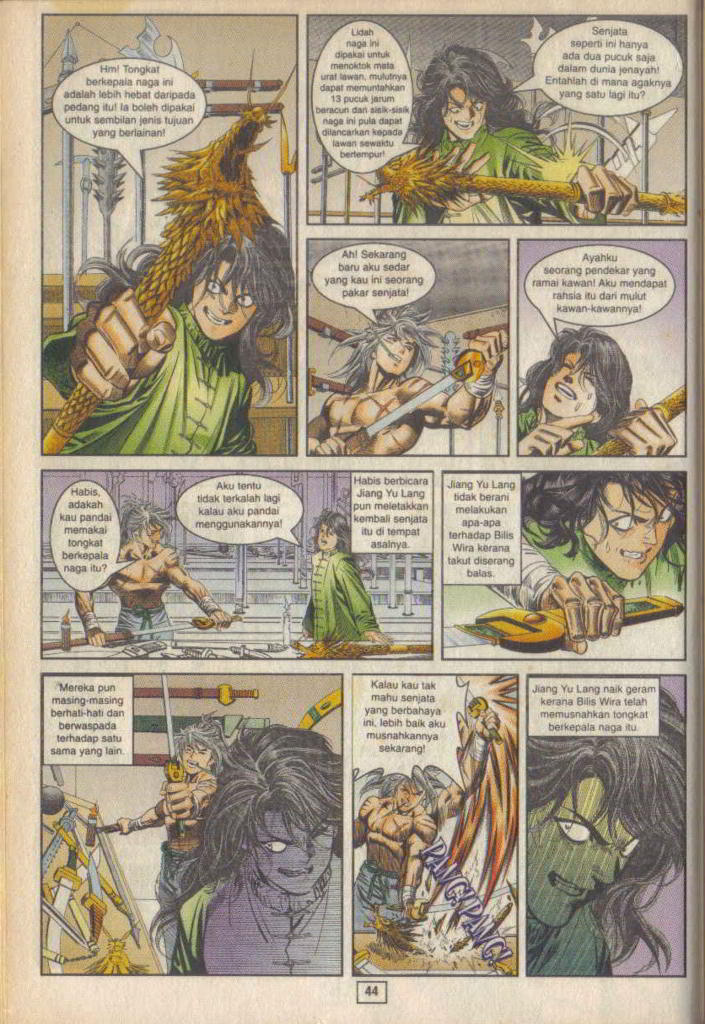 Hm! Tongkat
berkepala naga ini
adalah lebih hebat daripada
pedang itu! Ia boleh dipakai
untuk sembilan jenis tujuan
yang berlainan!
Lidah
naga ini
dipakai untuk
menoktok mata
urat lawan, mulutnya
dapat memuntahkan
13 pucuk jarum
beracun dan sisik-sisik
naga ini pula dapat
dilancarkan kepada
lawan sewaktu
bertempur!
Senjata
seperti ini hanya
ada dua pucuk saja
dalam dunia jenayah!
Entahlah di mana agaknya
yang satu lagi itu?
Ah! Sekarang
baru aku sedar
yang kau ini seorang
pakar senjata!
Ayahku
seorang pendekar yang
ramai kawan! Aku mendapat
rahsia itu dari mulut
kawan-kawannya!
Habis,
adakah
kau pandai
memakai
tongkat
berkepala
naga itu?
Aku tentu
tidak terkalah lagi
kalau aku pandai
menggunakannya!
Habis berbicara
Jiang Yu Lang
pun meletakkan
kembali senjata
itu di tempat
asalnya.
Jiang Yu Lang
tidak berani
melakukan
apa-apa
terhadap Bilis
Wira kerana
takut diserang
balas.
Mereka pun
masing-masing
berhati-hati dan
berwaspada
terhadap satu
sama yang lain.
Kalau kau tak
mahu senjata
yang berbahaya
ini, lebih baik aku
musnahkannya
sekarang!
PANG! PANG!
Jiang Yu Lang naik geram
kerana Bilis Wira telah
memusnahkan tongkat
berkepala naga itu.
44